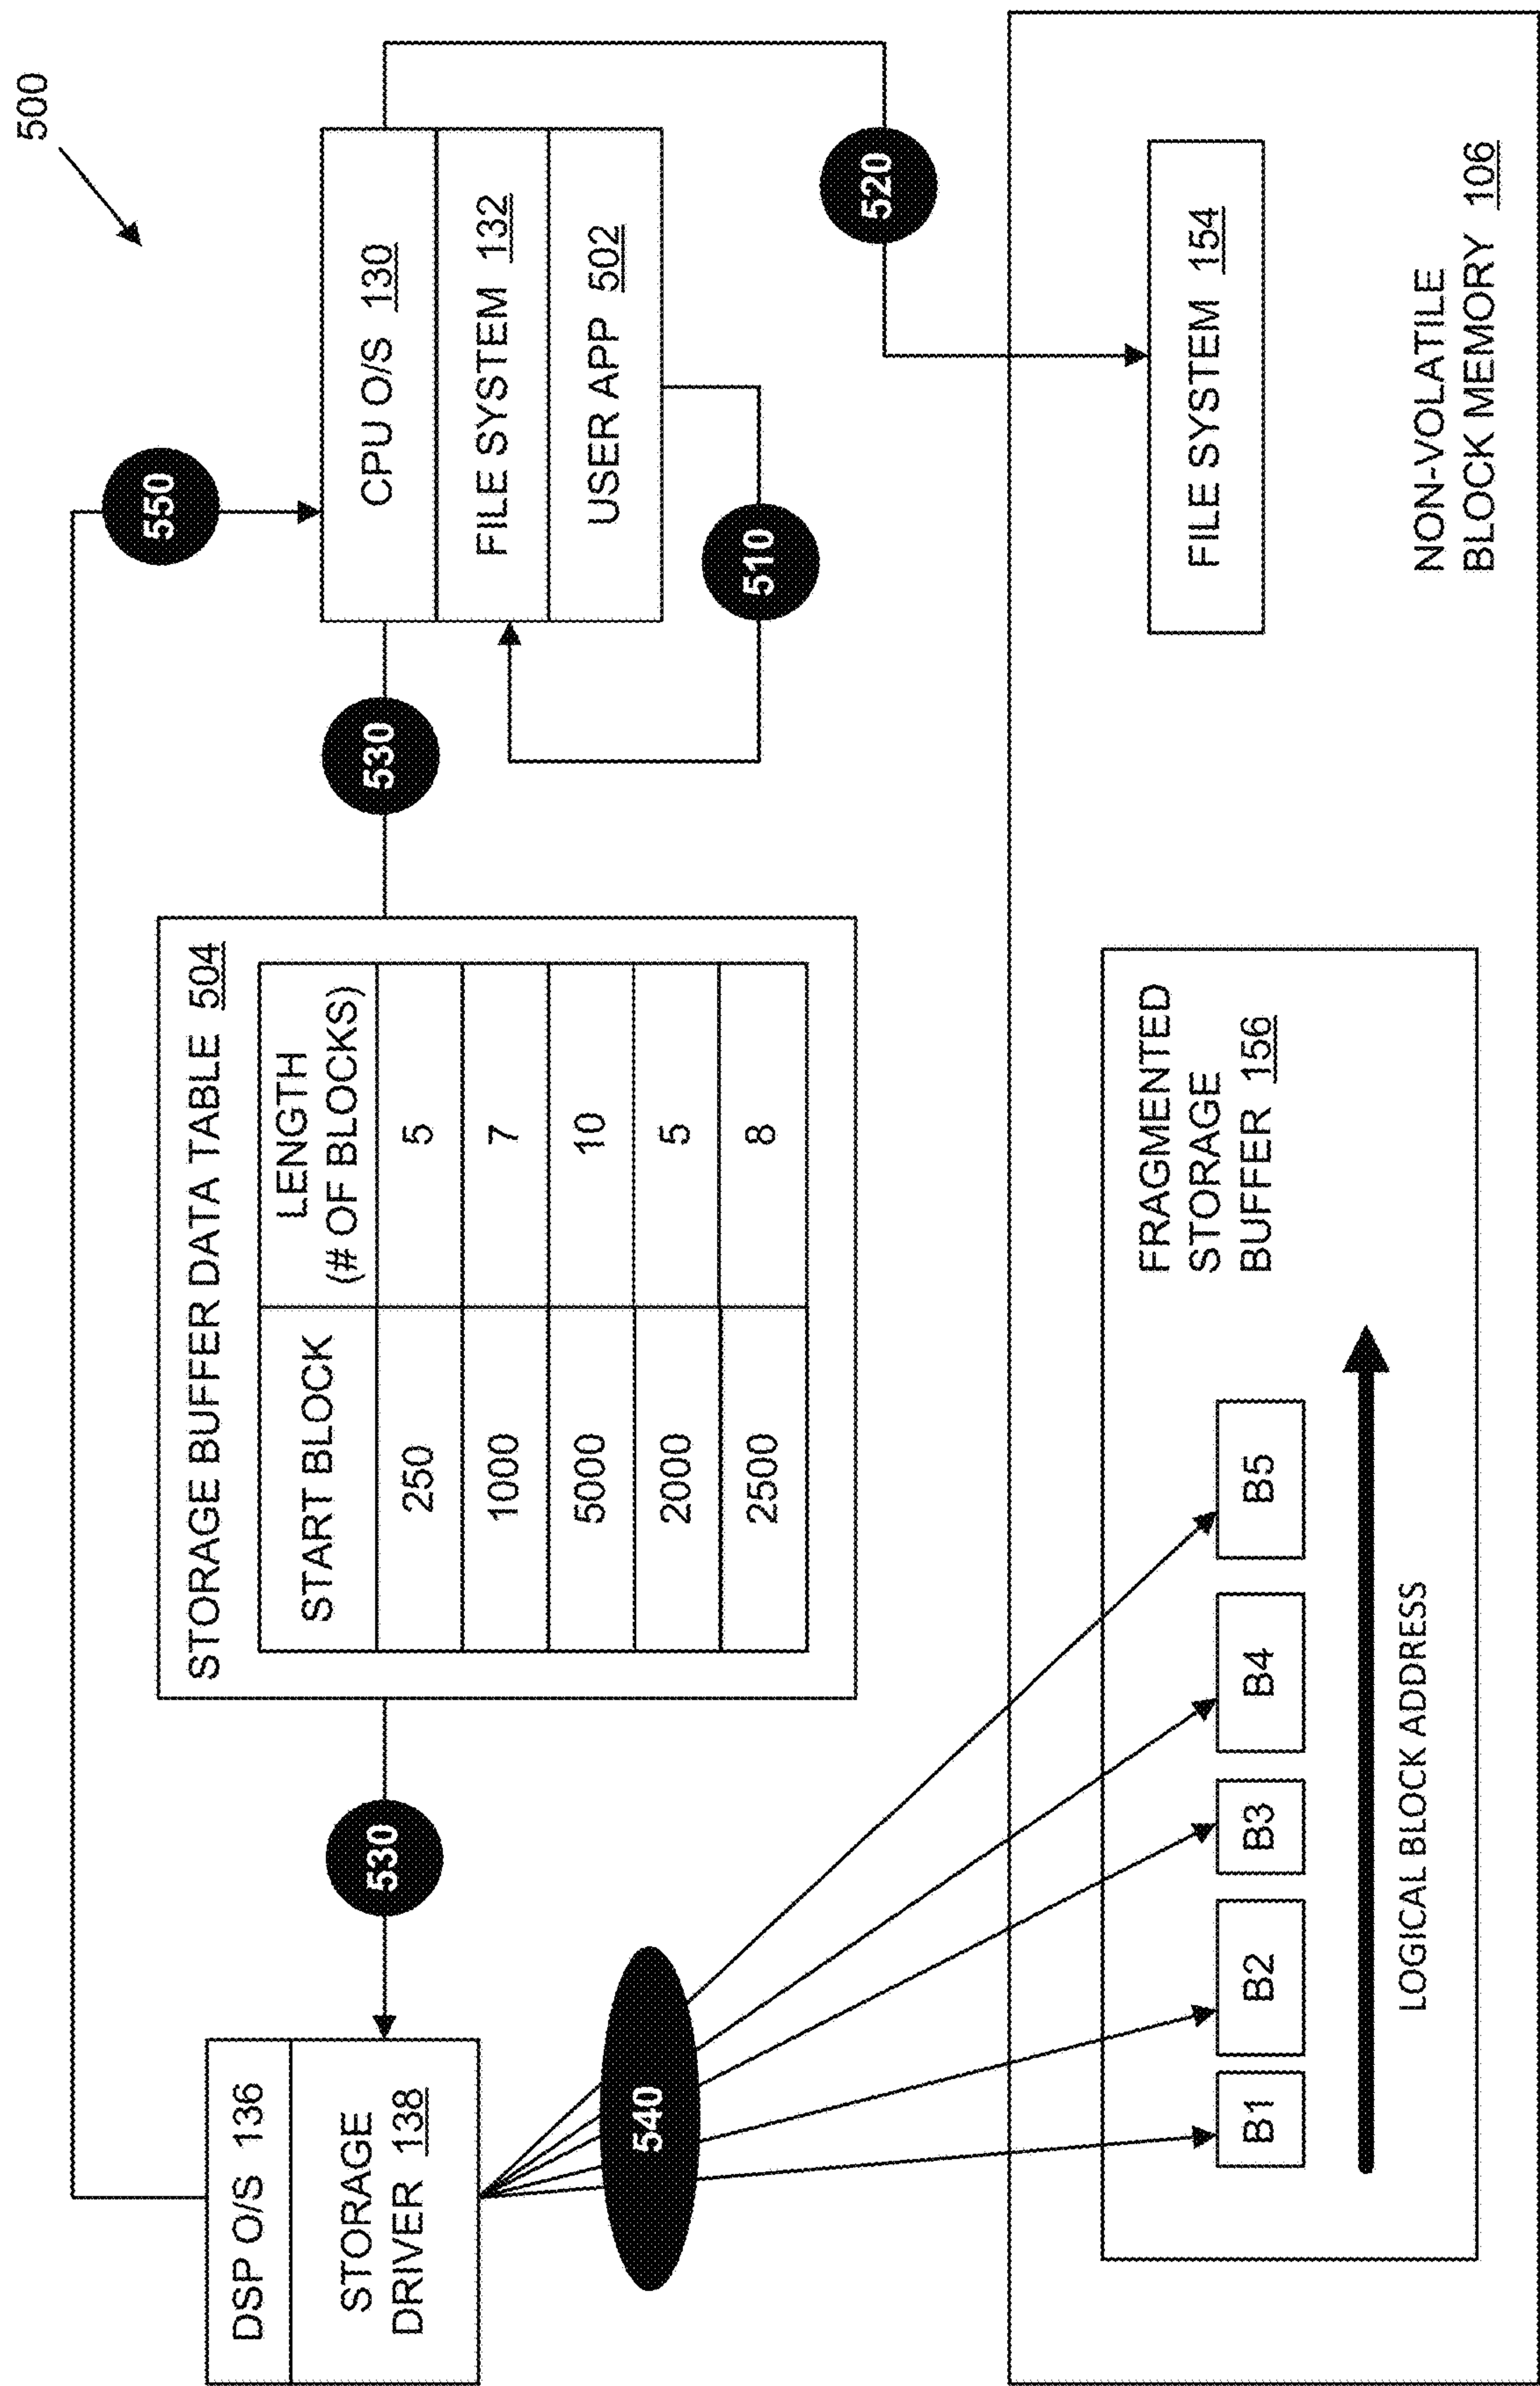 500
550
DSP O/S 136
STORAGE
DRIVER 138
530
STORAGE BUFFER DATA TABLE 504
START BLOCK
LENGTH
(# OF BLOCKS)
250 5
1000 7
5000 10
2000 5
2500 8
530
CPU O/S 130
FILE SYSTEM 132
USER APP 502
510
540
520
FRAGMENTED
STORAGE
BUFFER 156
B1 B2 B3 B4 B5
LOGICAL BLOCK ADDRESS
FILE SYSTEM 154
NON-VOLATILE
BLOCK MEMORY 106